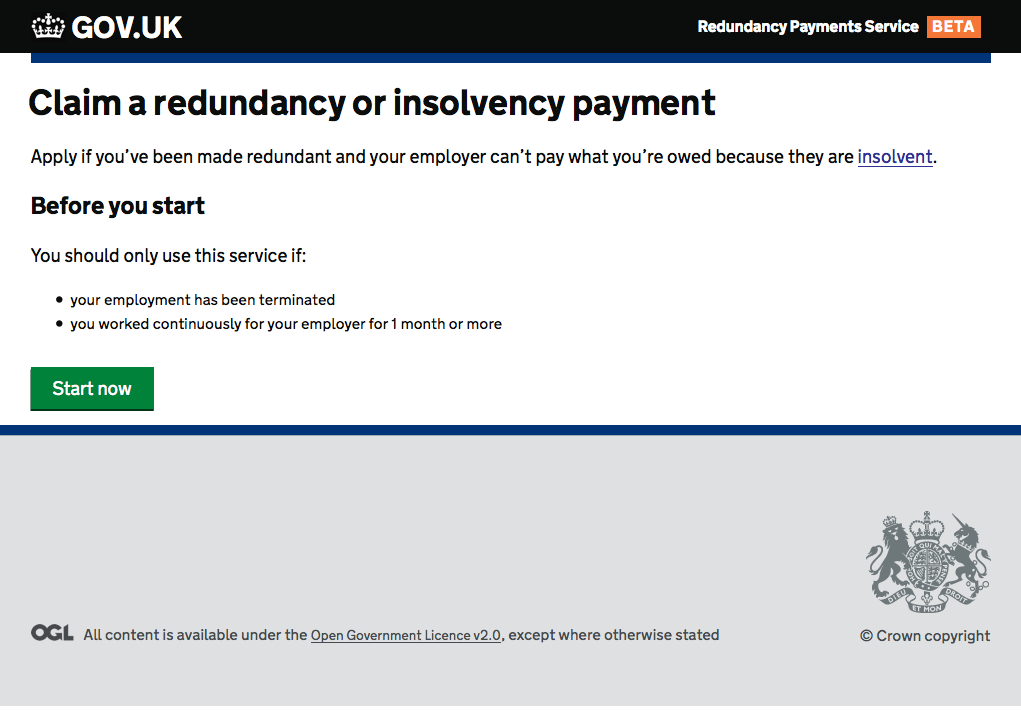 GOV.UK
Redundancy Payments Service BETA
Claim a redundancy or insolvency payment
Apply if you’ve been made redundant and your employer can’t pay what you’re owed because they are insolvent.
Before you start
You should only use this service if:
• your employment has been terminated
• you worked continuously for your employer for 1 month or more
Start now
DIEU ET MON DROIT
OGL All content is available under the Open Government Licence v2.0, except where otherwise stated
© Crown copyright